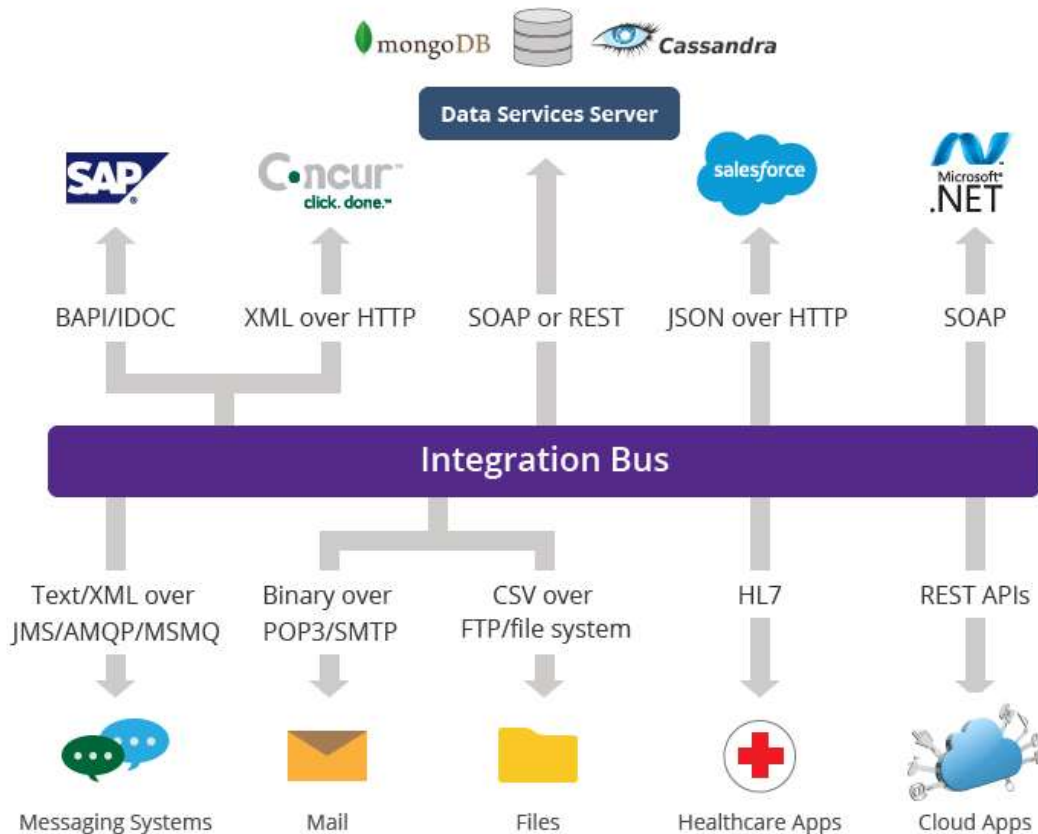 mongoDB
Cassandra
Data Services Server
SAP®
Concur™
click. done.™
salesforce
Microsoft®
.NET
BAPI/IDOC
XML over HTTP
SOAP or REST
JSON over HTTP
SOAP
Integration Bus
Text/XML over
JMS/AMQP/MSMQ
Binary over
POP3/SMTP
CSV over
FTP/file system
HL7
REST APIs
Messaging Systems
Mail
Files
Healthcare Apps
Cloud Apps